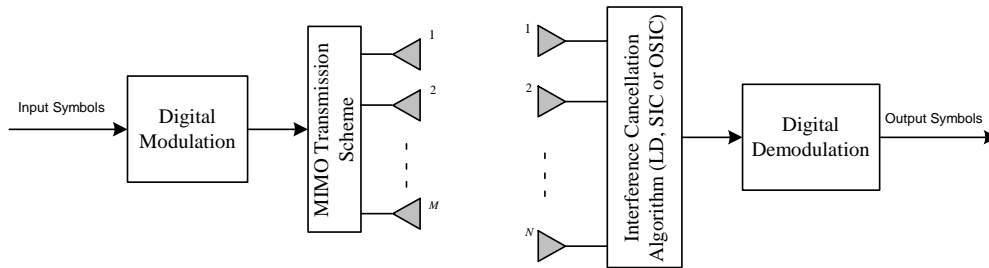 Input Symbols
Digital
Modulation
MIMO Transmission
Scheme
1
2
M
1
2
N
Interference Cancellation
Algorithm (LD, SIC or OSIC)
Digital
Demodulation
Output Symbols